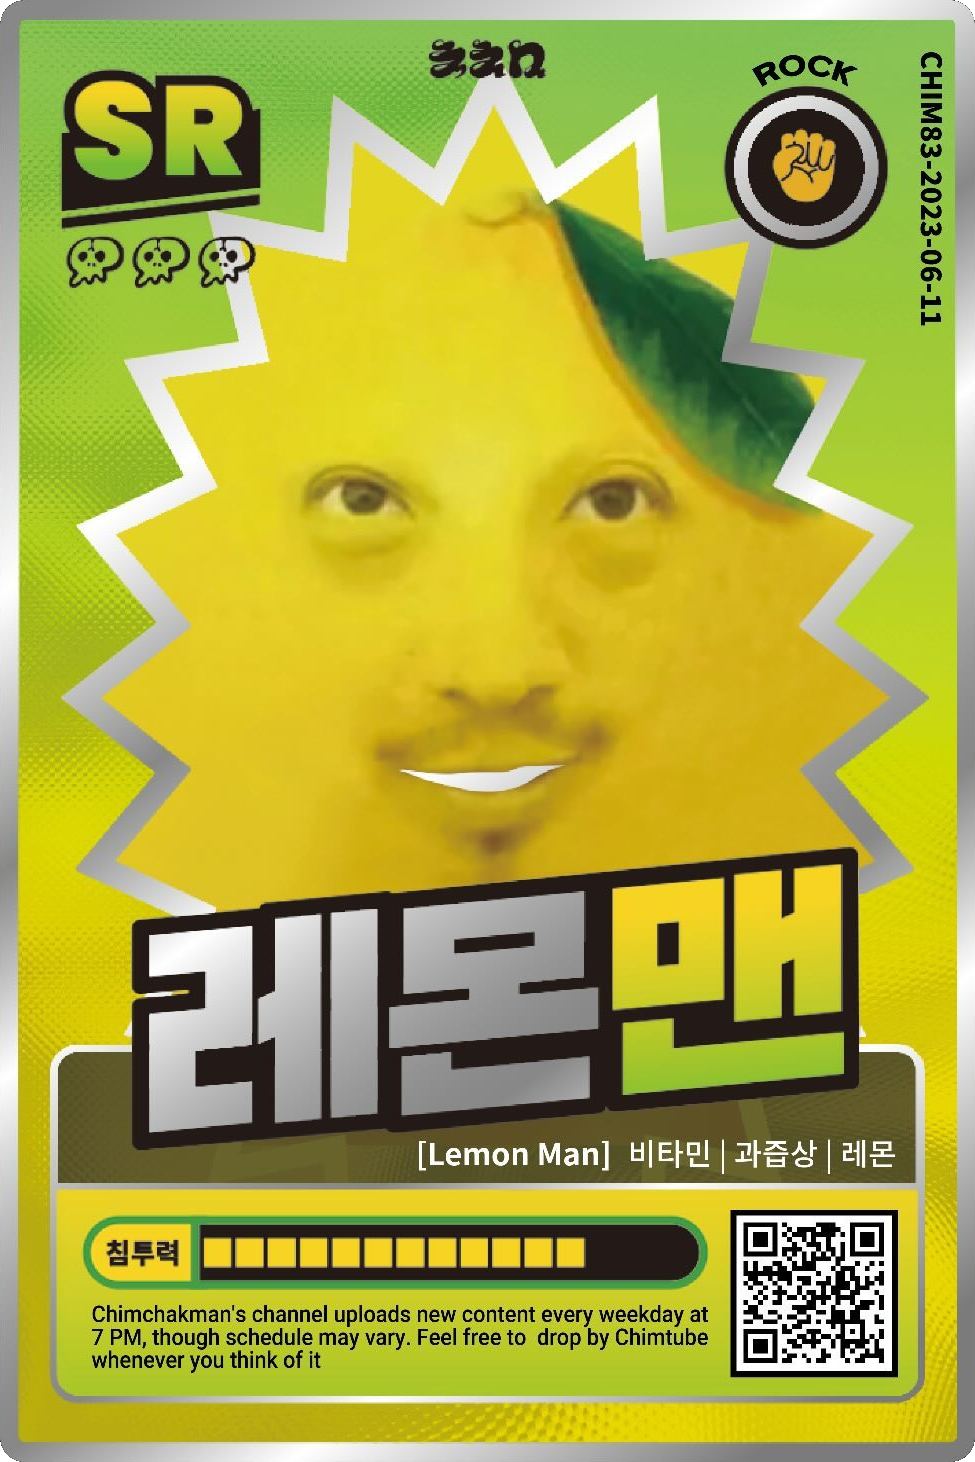 SR
ROCK
CHIM83-2023-06-11
레몬맨
[Lemon Man] 비타민 | 과즙상 | 레몬
침투력
Chimchakman's channel uploads new content every weekday at
7 PM, though schedule may vary. Feel free to drop by Chimtube
whenever you think of it